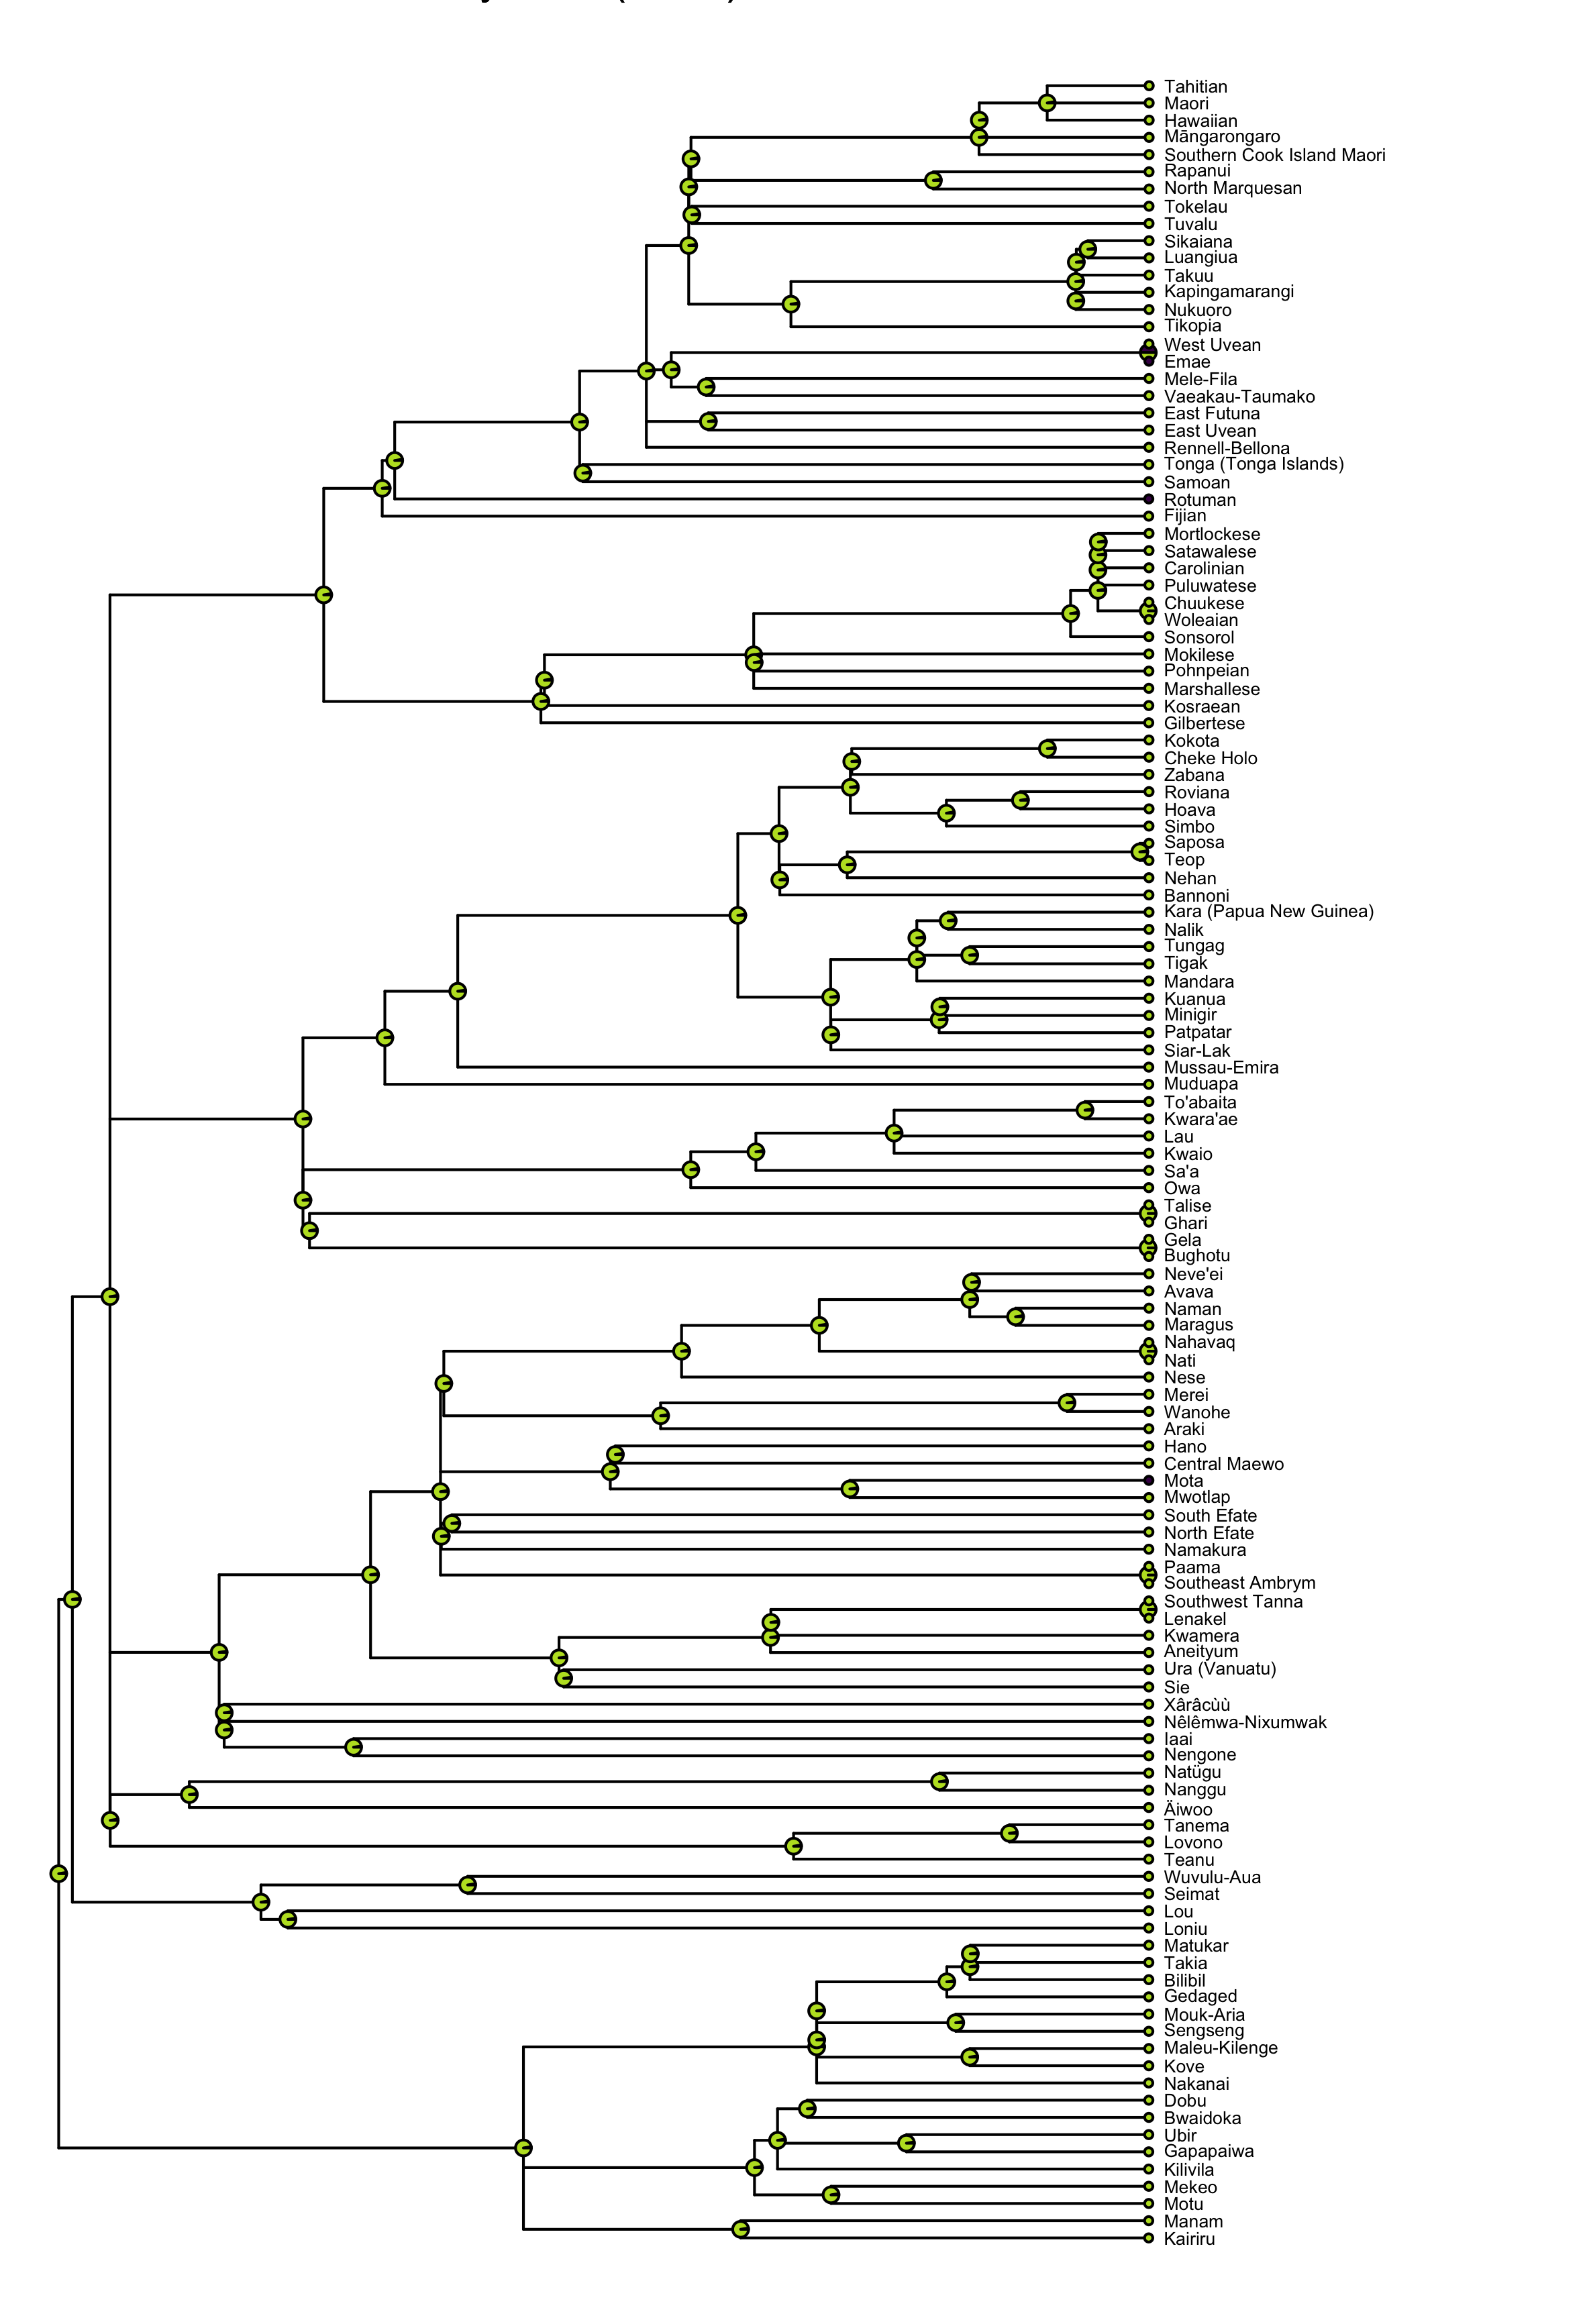 Tahitian
Maori
Hawaiian
Māngarongaro
Southern Cook Island Maori
Rapanui
North Marquesan
Tokelau
Tuvalu
Sikaiana
Luangiua
Takuu
Kapingamarangi
Nukuoro
Tikopia
West Uvean
Emae
Mele-Fila
Vaeakau-Taumako
East Futuna
East Uvean
Rennell-Bellona
Tonga (Tonga Islands)
Samoan
Rotuman
Fijian
Mortlockese
Satawalese
Carolinian
Puluwatese
Chuukese
Woleaian
Sonsorol
Mokilese
Pohnpeian
Marshallese
Kosraean
Gilbertese
Kokota
Cheke Holo
Zabana
Roviana
Hoava
Simbo
Saposa
Teop
Nehan
Bannoni
Kara (Papua New Guinea)
Nalik
Tungag
Tigak
Mandara
Kuanua
Minigir
Patpatar
Siar-Lak
Mussau-Emira
Muduapa
To'abaita
Kwara'ae
Lau
Kwaio
Sa'a
Owa
Talise
Ghari
Gela
Bughotu
Neve'ei
Avava
Naman
Maragus
Nahavaq
Nati
Nese
Merei
Wanohe
Araki
Hano
Central Maewo
Mota
Mwotlap
South Efate
North Efate
Namakura
Paama
Southeast Ambrym
Southwest Tanna
Lenakel
Kwamera
Aneityum
Ura (Vanuatu)
Sie
Xârâcùù
Nêlêmwa-Nixumwak
Iaai
Nengone
Natügu
Nanggu
Äiwoo
Tanema
Lovono
Teanu
Wuvulu-Aua
Seimat
Lou
Loniu
Matukar
Takia
Bilibil
Gedaged
Mouk-Aria
Sengseng
Maleu-Kilenge
Kove
Nakanai
Dobu
Bwaidoka
Ubir
Gapapaiwa
Kilivila
Mekeo
Motu
Manam
Kairiru